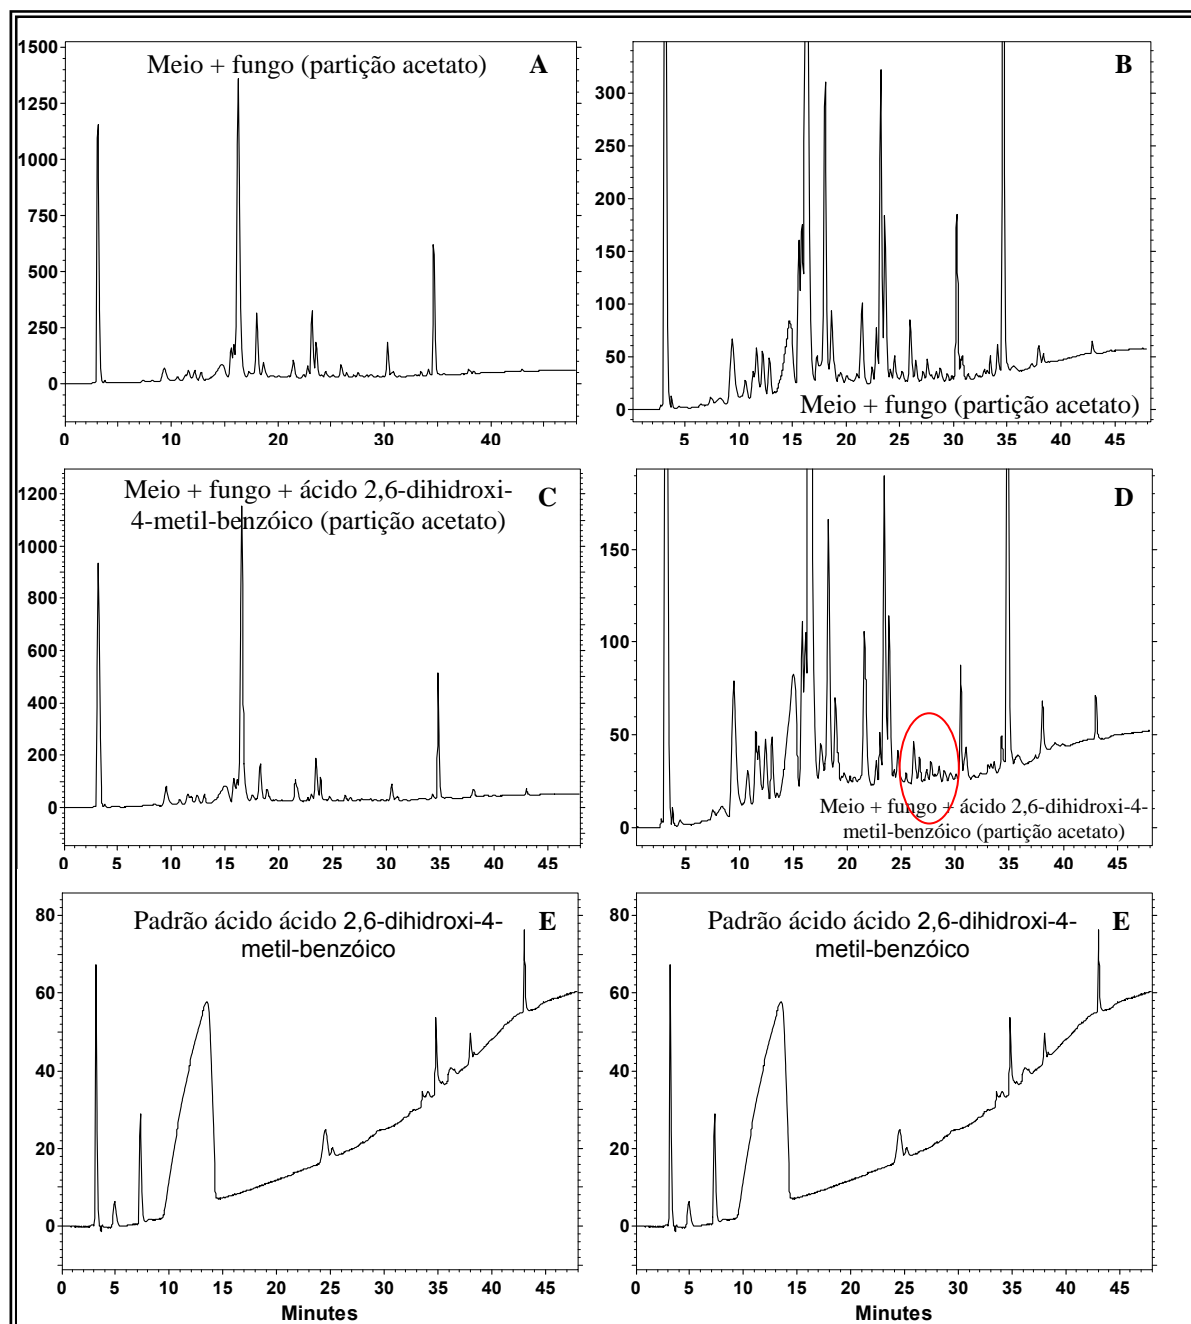 Meio + fungo (partição acetato) A
1500
1250
1000
750
500
250
0
0 10 20 30 40
B
300
250
200
150
100
50
0
Meio + fungo (partição acetato)
5 10 15 20 25 30 35 40 45
Meio + fungo + ácido 2,6-dihidroxi-
4-metil-benzóico (partição acetato)
C
1200
1000
800
600
400
200
0
0 5 10 15 20 25 30 35 40 45
D
150
100
50
0
Meio + fungo + ácido 2,6-dihidroxi-4-
metil-benzóico (partição acetato)
5 10 15 20 25 30 35 40 45
Padrão ácido ácido 2,6-dihidroxi-4-
metil-benzóico
E
80
60
40
20
0
0 5 10 15 20 25 30 35 40 45
Minutes
Padrão ácido ácido 2,6-dihidroxi-4-
metil-benzóico
E
80
60
40
20
0
0 5 10 15 20 25 30 35 40 45
Minutes